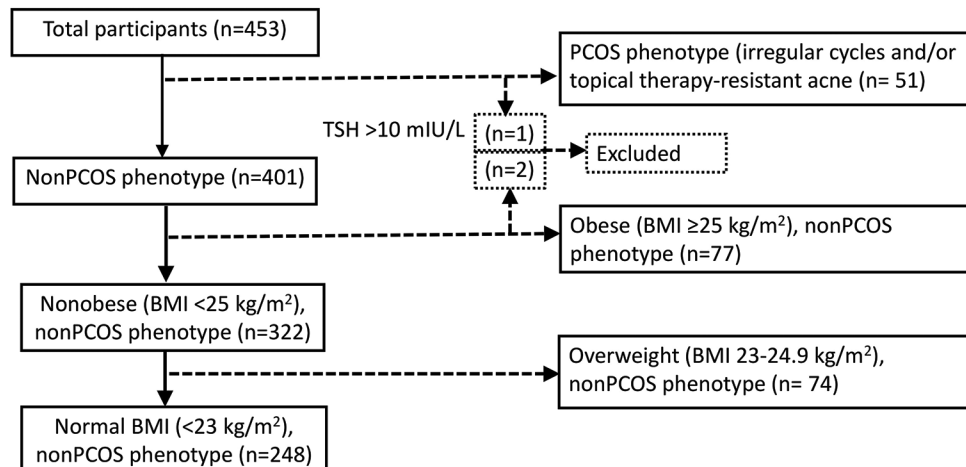 Total participants (n=453)
PCOS phenotype (irregular cycles and/or
topical therapy-resistant acne (n= 51)
TSH >10 mIU/L
(n=1)
(n=2)
Excluded
NonPCOS phenotype (n=401)
Obese (BMI ≥25 kg/m²), nonPCOS
phenotype (n=77)
Nonobese (BMI <25 kg/m²),
nonPCOS phenotype (n=322)
Overweight (BMI 23-24.9 kg/m²),
nonPCOS phenotype (n= 74)
Normal BMI (<23 kg/m²),
nonPCOS phenotype (n=248)